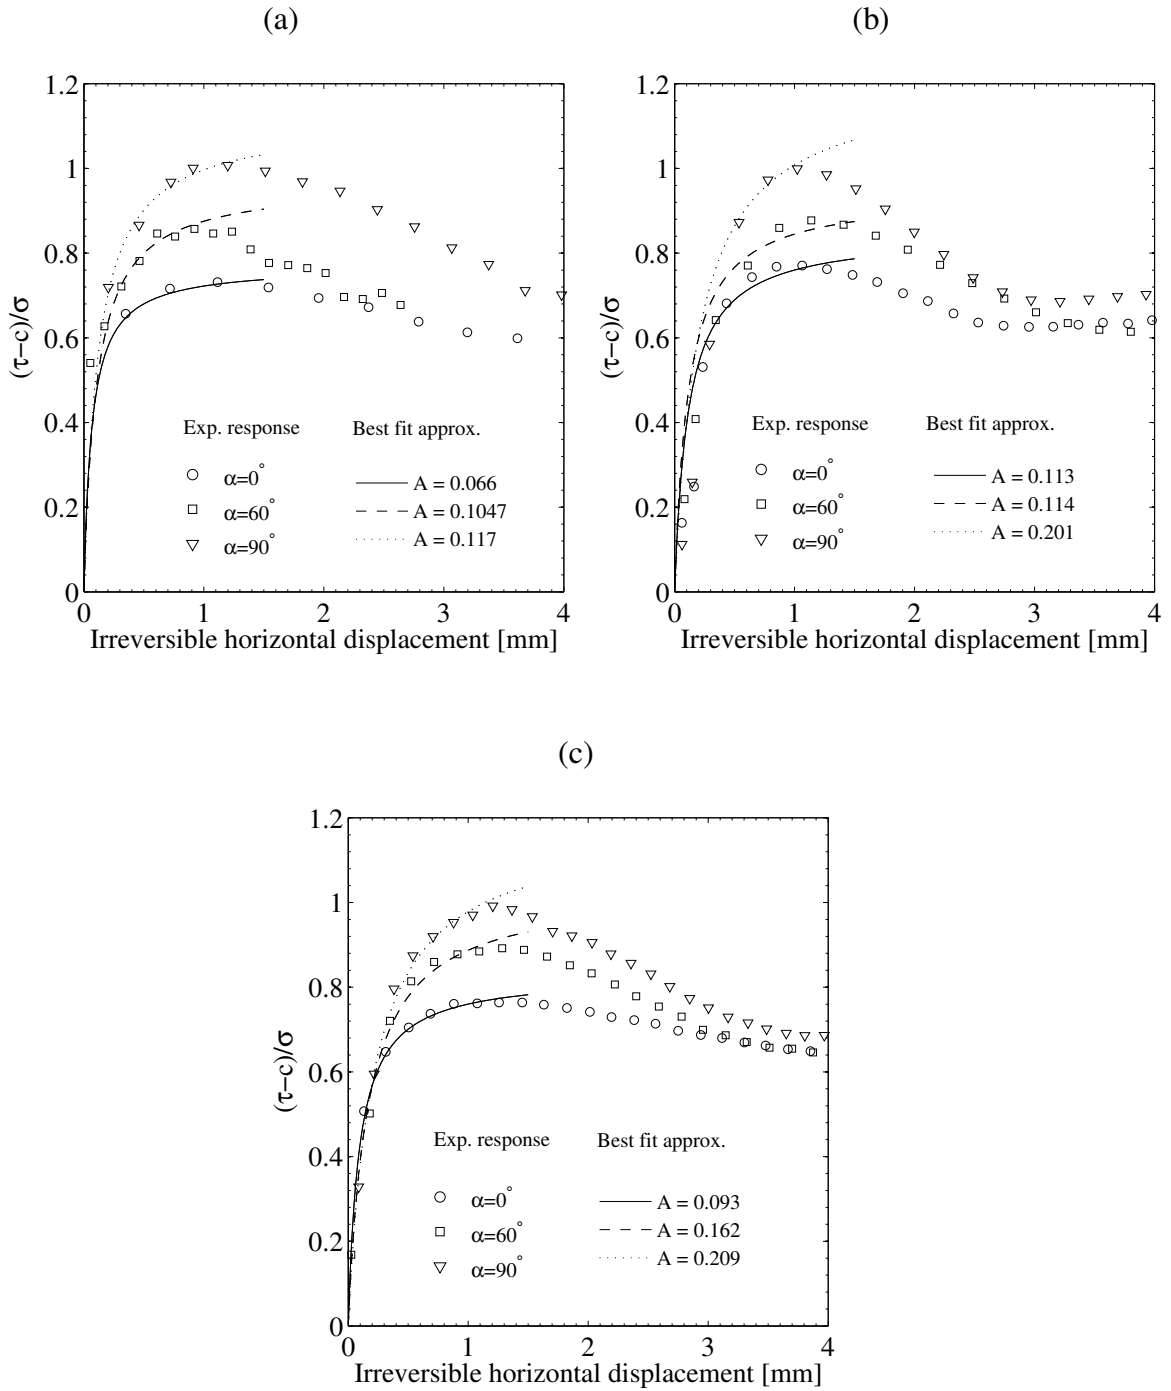 (a)
(τ−c)/σ
1.2
1
0.8
0.6
0.4
0.2
0
0 1 2 3 4
Irreversible horizontal displacement [mm]
Exp. response Best fit approx.
α=0° A = 0.066
α=60° A = 0.1047
α=90° A = 0.117
(b)
(τ−c)/σ
1.2
1
0.8
0.6
0.4
0.2
0
0 1 2 3 4
Irreversible horizontal displacement [mm]
Exp. response Best fit approx.
α=0° A = 0.113
α=60° A = 0.114
α=90° A = 0.201
(c)
(τ−c)/σ
1.2
1
0.8
0.6
0.4
0.2
0
0 1 2 3 4
Irreversible horizontal displacement [mm]
Exp. response Best fit approx.
α=0° A = 0.093
α=60° A = 0.162
α=90° A = 0.209